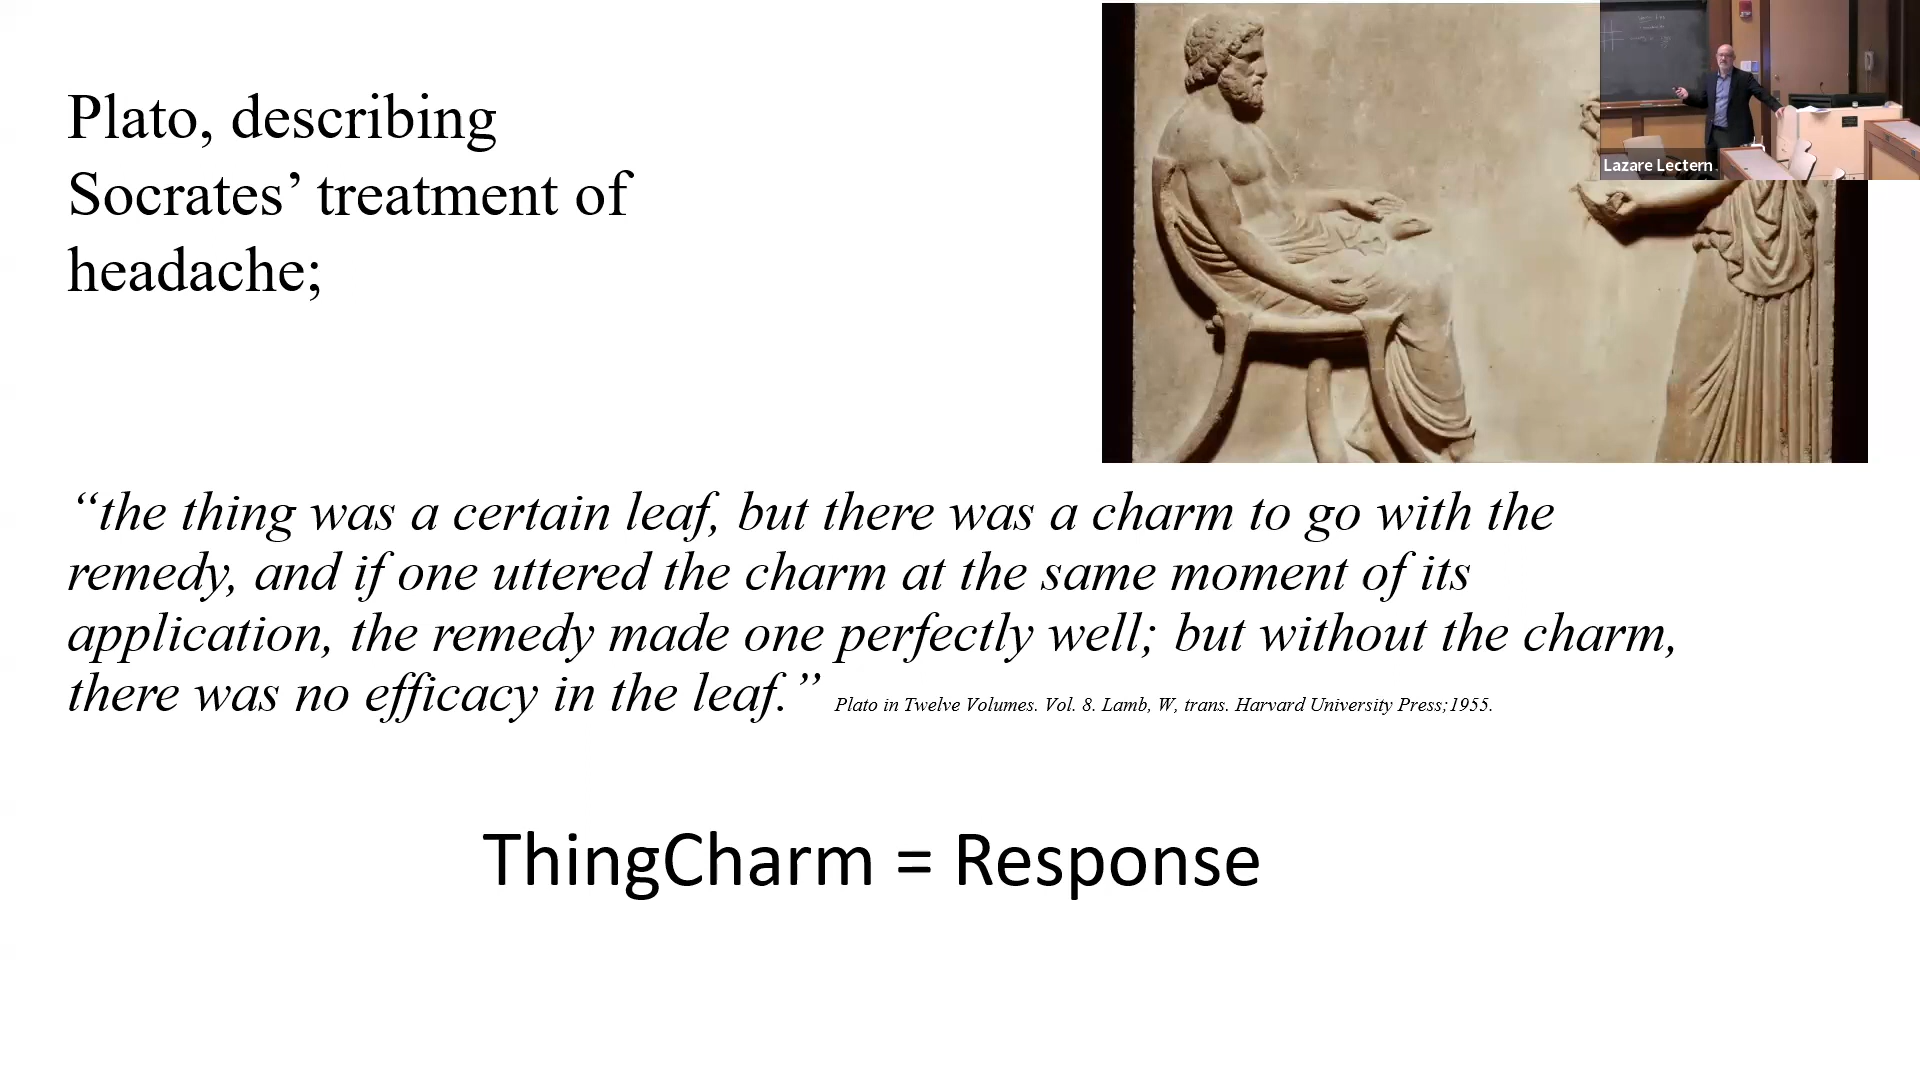 Plato, describing
Socrates’ treatment of
headache;
Lazare Lectern
“the thing was a certain leaf, but there was a charm to go with the
remedy, and if one uttered the charm at the same moment of its
application, the remedy made one perfectly well; but without the charm,
there was no efficacy in the leaf.” Plato in Twelve Volumes. Vol. 8. Lamb, W, trans. Harvard University Press;1955.
ThingCharm = Response